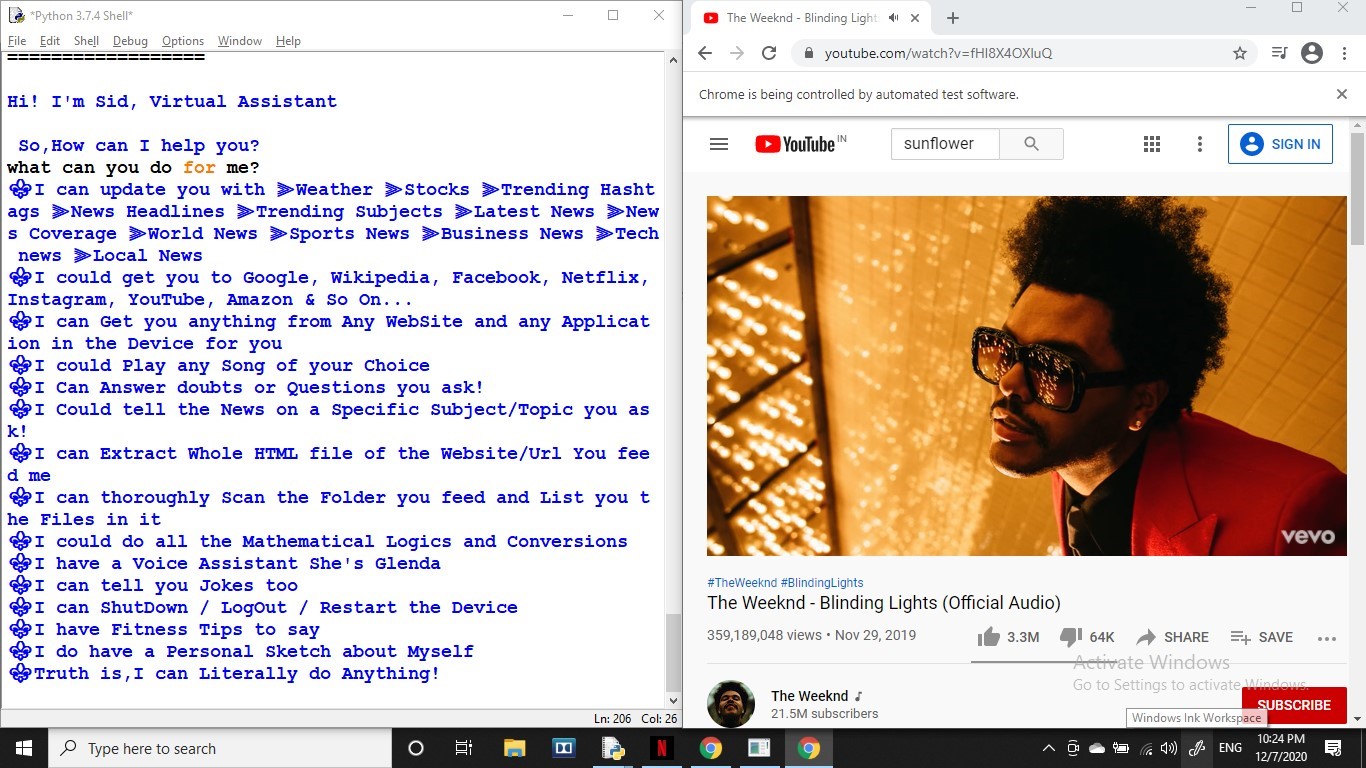 *Python 3.7.4 Shell*
File Edit Shell Debug Options Window Help
==================
Hi! I'm Sid, Virtual Assistant
So,How can I help you?
what can you do for me?
⚜I can update you with ⫸Weather ⫸Stocks ⫸Trending Hasht
ags ⫸News Headlines ⫸Trending Subjects ⫸Latest News ⫸New
s Coverage ⫸World News ⫸Sports News ⫸Business News ⫸Tech
news ⫸Local News
⚜I could get you to Google, Wikipedia, Facebook, Netflix,
Instagram, YouTube, Amazon & So On...
⚜I can Get you anything from Any WebSite and any Applicat
ion in the Device for you
⚜I could Play any Song of your Choice
⚜I Can Answer doubts or Questions you ask!
⚜I Could tell the News on a Specific Subject/Topic you as
k!
⚜I can Extract Whole HTML file of the Website/Url You fee
d me
⚜I can thoroughly Scan the Folder you feed and List you t
he Files in it
⚜I could do all the Mathematical Logics and Conversions
⚜I have a Voice Assistant She's Glenda
⚜I can tell you Jokes too
⚜I can ShutDown / LogOut / Restart the Device
⚜I have Fitness Tips to say
⚜I do have a Personal Sketch about Myself
⚜Truth is,I can Literally do Anything!
Ln: 206 Col: 26
The Weeknd - Blinding Light
youtube.com/watch?v=fHI8X4OXluQ
Chrome is being controlled by automated test software.
YouTube IN
sunflower
SIGN IN
vevo
#TheWeeknd #BlindingLights
The Weeknd - Blinding Lights (Official Audio)
359,189,048 views • Nov 29, 2019
3.3M 64K SHARE SAVE
Activate Windows
Go to Settings to activate Windows.
The Weeknd
21.5M subscribers
SUBSCRIBE
Windows Ink Workspace
Type here to search
N
ENG
10:24 PM
12/7/2020